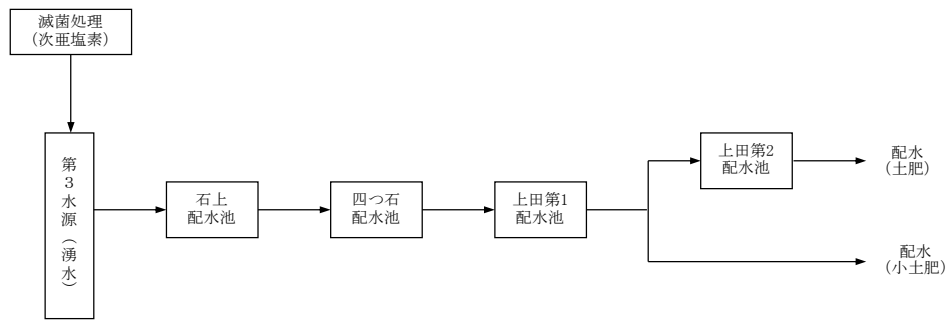 滅菌処理
（次亜塩素）
第３水源（湧水）
石上
配水池
四つ石
配水池
上田第1
配水池
上田第2
配水池
配水
（土肥）
配水
（小土肥）